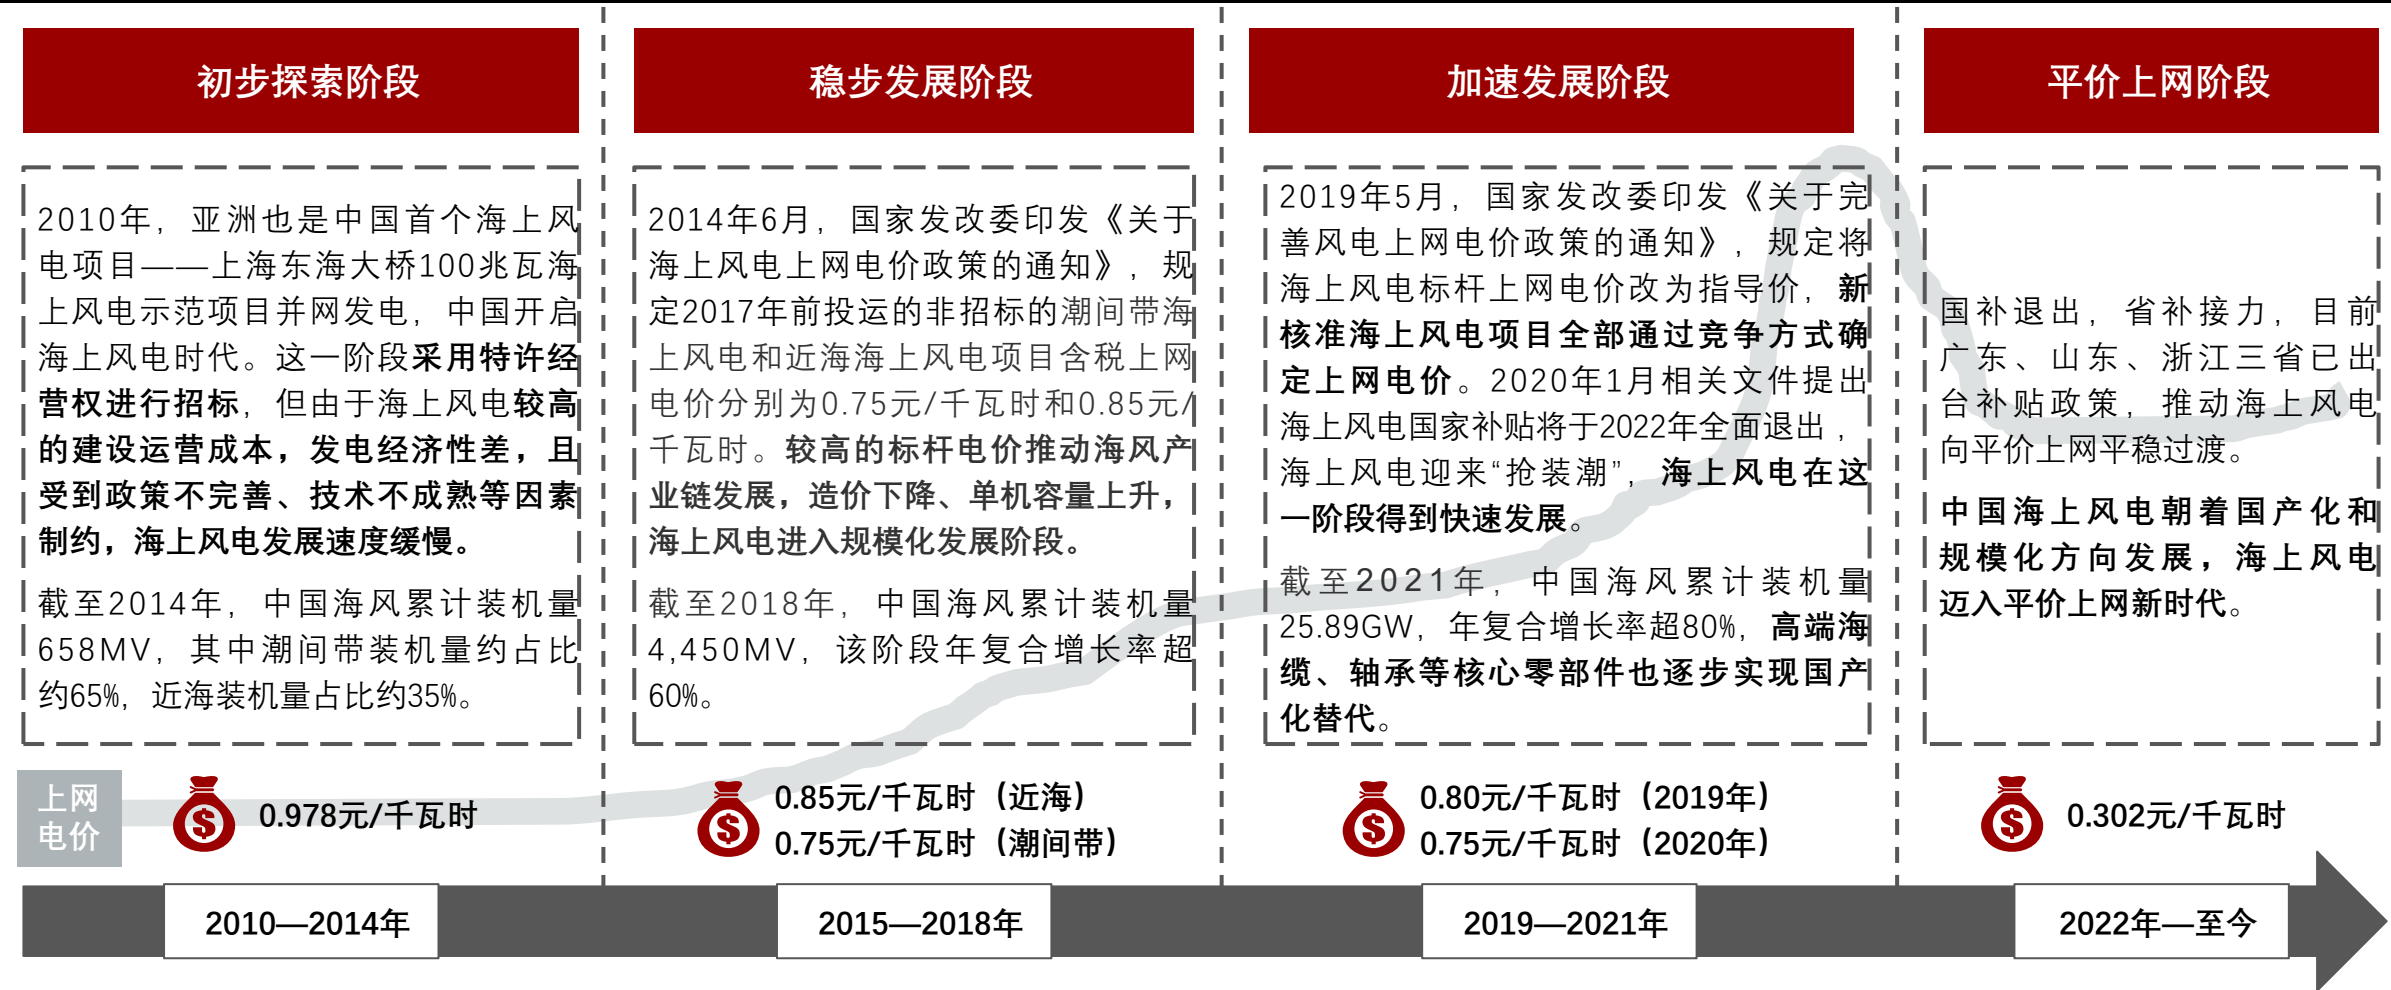 初步探索阶段
2010年，亚洲也是中国首个海上风
电项目——上海东海大桥100兆瓦海
上风电示范项目并网发电，中国开启
海上风电时代。这一阶段采用特许经
营权进行招标，但由于海上风电较高
的建设运营成本，发电经济性差，且
受到政策不完善、技术不成熟等因素
制约，海上风电发展速度缓慢。
截至2014年，中国海风累计装机量
658MV，其中潮间带装机量约占比
约65%，近海装机量占比约35%。
稳步发展阶段
2014年6月，国家发改委印发《关于
海上风电上网电价政策的通知》，规
定2017年前投运的非招标的潮间带海
上风电和近海海上风电项目含税上网
电价分别为0.75元/千瓦时和0.85元/
千瓦时。较高的标杆电价推动海风产
业链发展，造价下降、单机容量上升，
海上风电进入规模化发展阶段。
截至2018年，中国海风累计装机量
4,450MV，该阶段年复合增长率超
60%。
加速发展阶段
2019年5月，国家发改委印发《关于完
善风电上网电价政策的通知》，规定将
海上风电标杆上网电价改为指导价，新
核准海上风电项目全部通过竞争方式确
定上网电价。2020年1月相关文件提出
海上风电国家补贴将于2022年全面退出，
海上风电迎来“抢装潮”，海上风电在这
一阶段得到快速发展。
截至2021年，中国海风累计装机量
25.89GW，年复合增长率超80%，高端海
缆、轴承等核心零部件也逐步实现国产
化替代。
平价上网阶段
国补退出，省补接力，目前
广东、山东、浙江三省已出
台补贴政策，推动海上风电
向平价上网平稳过渡。
中国海上风电朝着国产化和
规模化方向发展，海上风电
迈入平价上网新时代。
上网
电价
0.978元/千瓦时
0.85元/千瓦时（近海）
0.75元/千瓦时（潮间带）
0.80元/千瓦时（2019年）
0.75元/千瓦时（2020年）
0.302元/千瓦时
2010—2014年
2015—2018年
2019—2021年
2022年—至今